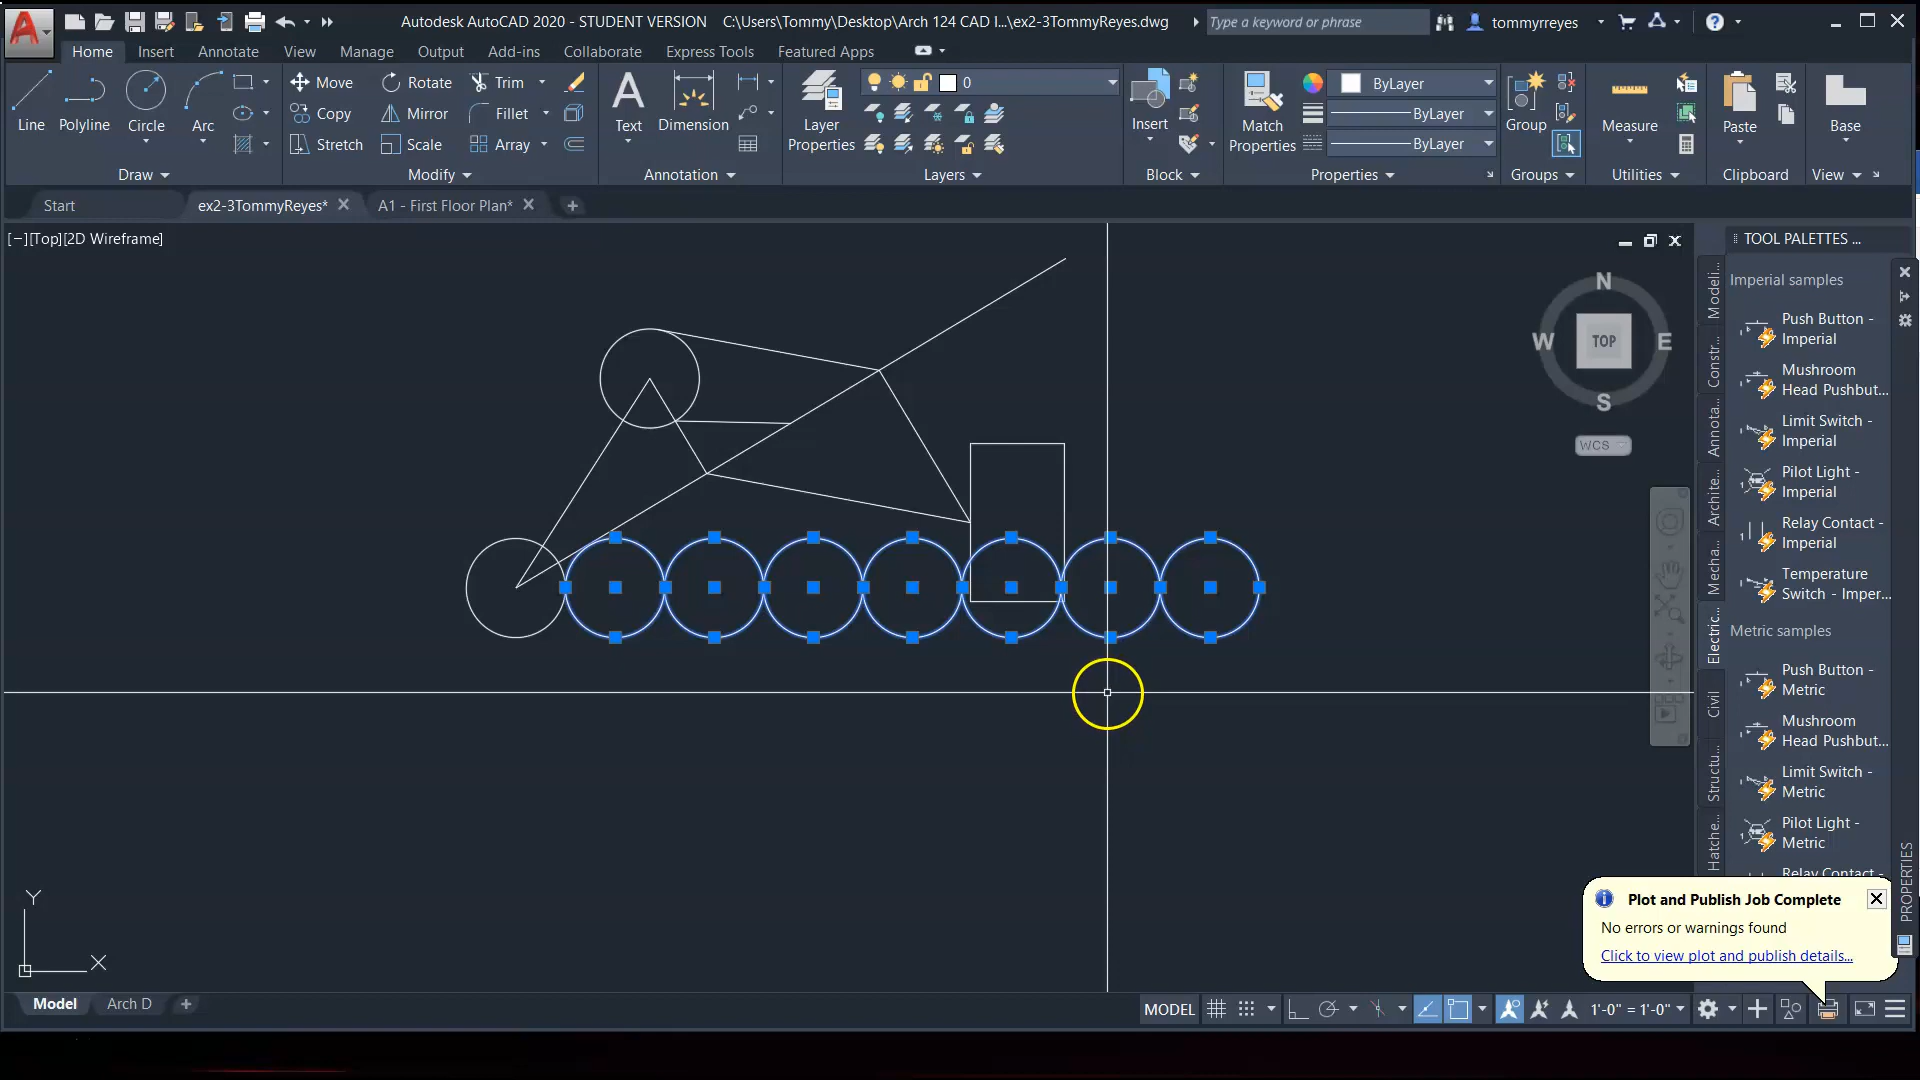 Autodesk AutoCAD 2020 - STUDENT VERSION C:\Users\Tommy\Desktop\Arch 124 CAD I...\ex2-3TommyReyes.dwg Type a keyword or phrase tommyrreyes
Home Insert Annotate View Manage Output Add-ins Collaborate Express Tools Featured Apps
Line Polyline Circle Arc
Draw
Move Rotate Trim
Copy Mirror Fillet
Stretch Scale Array
Modify
Text Dimension
Annotation
Layer Properties
0
Layers
Insert
Block
Match Properties
ByLayer
ByLayer
ByLayer
Properties
Group
Groups
Measure
Utilities
Paste
Clipboard
Base
View
Start ex2-3TommyReyes* A1 - First Floor Plan*
[−][Top][2D Wireframe]
N
W TOP E
S
WCS
TOOL PALETTES ...
Imperial samples
Push Button - Imperial
Mushroom Head Pushbut...
Limit Switch - Imperial
Pilot Light - Imperial
Relay Contact - Imperial
Temperature Switch - Imper...
Metric samples
Push Button - Metric
Mushroom Head Pushbut...
Limit Switch - Metric
Pilot Light - Metric
Relay Contact -
Modeli...
Constr...
Annota...
Archite...
Mecha...
Electric...
Civil
Structu...
Hatche...
PROPERTIES
Plot and Publish Job Complete
No errors or warnings found
Click to view plot and publish details...
Y
X
Model Arch D
MODEL 1'-0" = 1'-0"